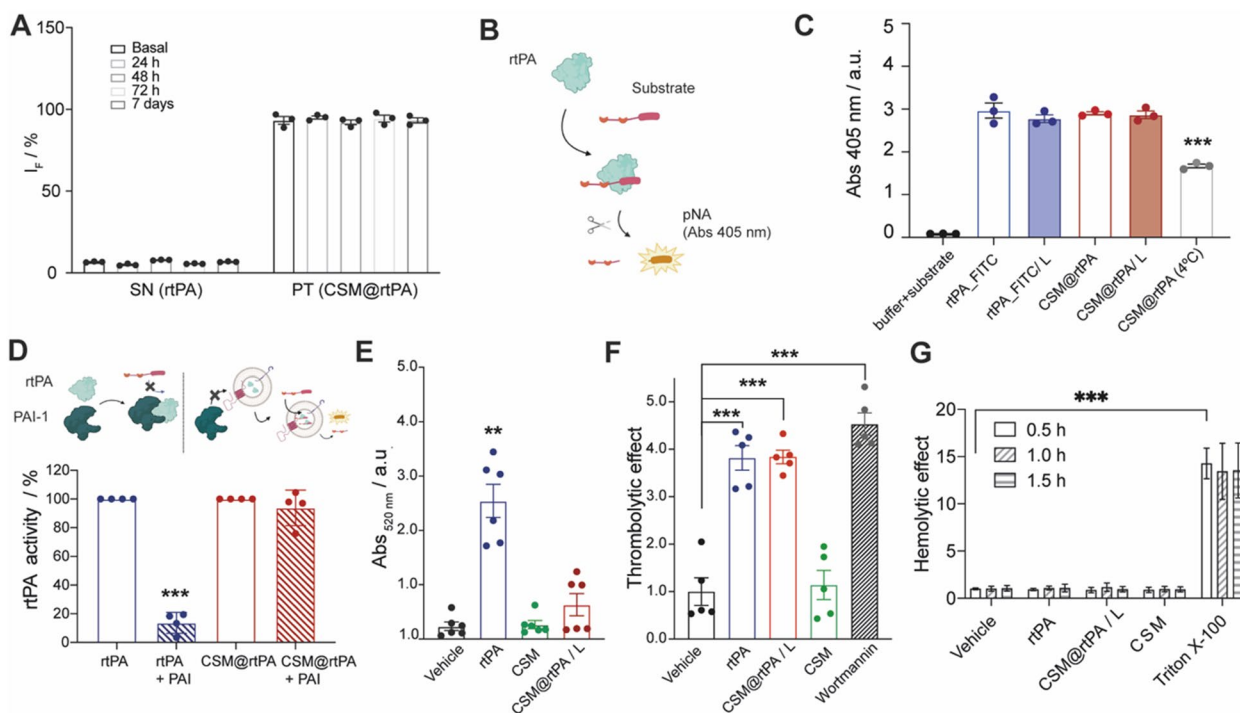 A
Basal
24 h
48 h
72 h
7 days
150
100
50
0
I_F / %
SN (rtPA)
PT (CSM@rtPA)
B
rtPA
Substrate
pNA
(Abs 405 nm)
C
Abs 405 nm / a.u.
5
4
3
2
1
0
***
buffer+substrate
rtPA_FITC
rtPA_FITC/ L
CSM@rtPA
CSM@rtPA/ L
CSM@rtPA (4ºC)
D
rtPA
PAI-1
rtPA activity / %
120
100
80
60
40
20
0
***
rtPA
rtPA
+ PAI
CSM@rtPA
CSM@rtPA
+ PAI
E
Abs 520 nm / a.u
5.0
4.0
3.0
2.0
1.0
1.0
**
Vehicle
rtPA
CSM
CSM@rtPA / L
F
Thrombolytic effect
5.0
4.0
2.0
1.0
0.0
***
***
***
Vehicle
rtPA
CSM@rtPA / L
CSM
Wortmannin
G
Hemolytic effect
20
15
10
5
0
***
0.5 h
1.0 h
1.5 h
Vehicle
rtPA
CSM@rtPA / L
CSM
Triton X-100